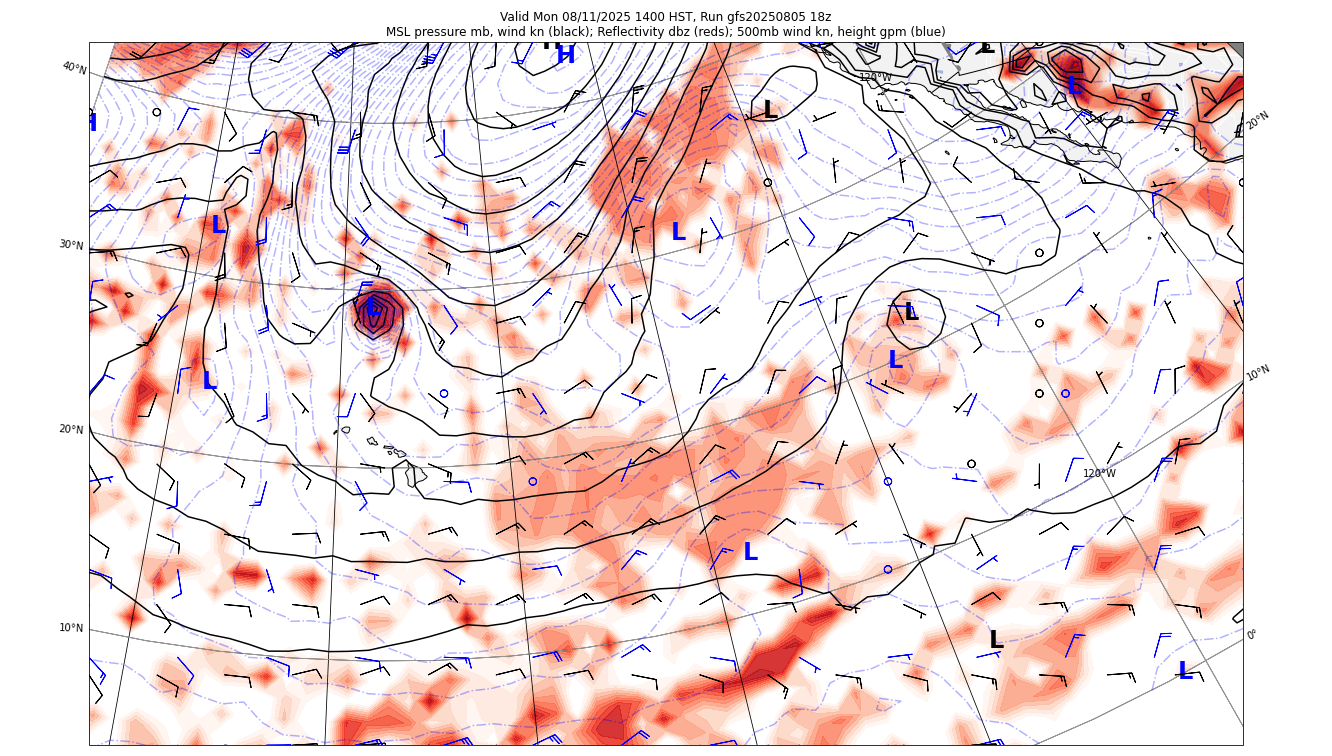 Valid Mon 08/11/2025 1400 HST, Run gfs20250805 18z
MSL pressure mb, wind kn (black); Reflectivity dbz (reds); 500mb wind kn, height gpm (blue)
H
H
L
40°N
120°W
L
L
20°N
H
L
L
30°N
L
L
L
10°N
L
20°N
120°W
L
10°N
L
0°
L